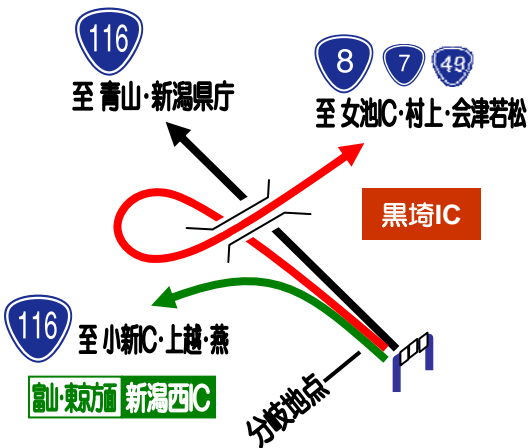 116
至 青山・新潟県庁
8 7 49
至 女池IC・村上・会津若松
黒埼IC
116
至 小新IC・上越・燕
富山・東京方面 新潟西IC
分岐地点